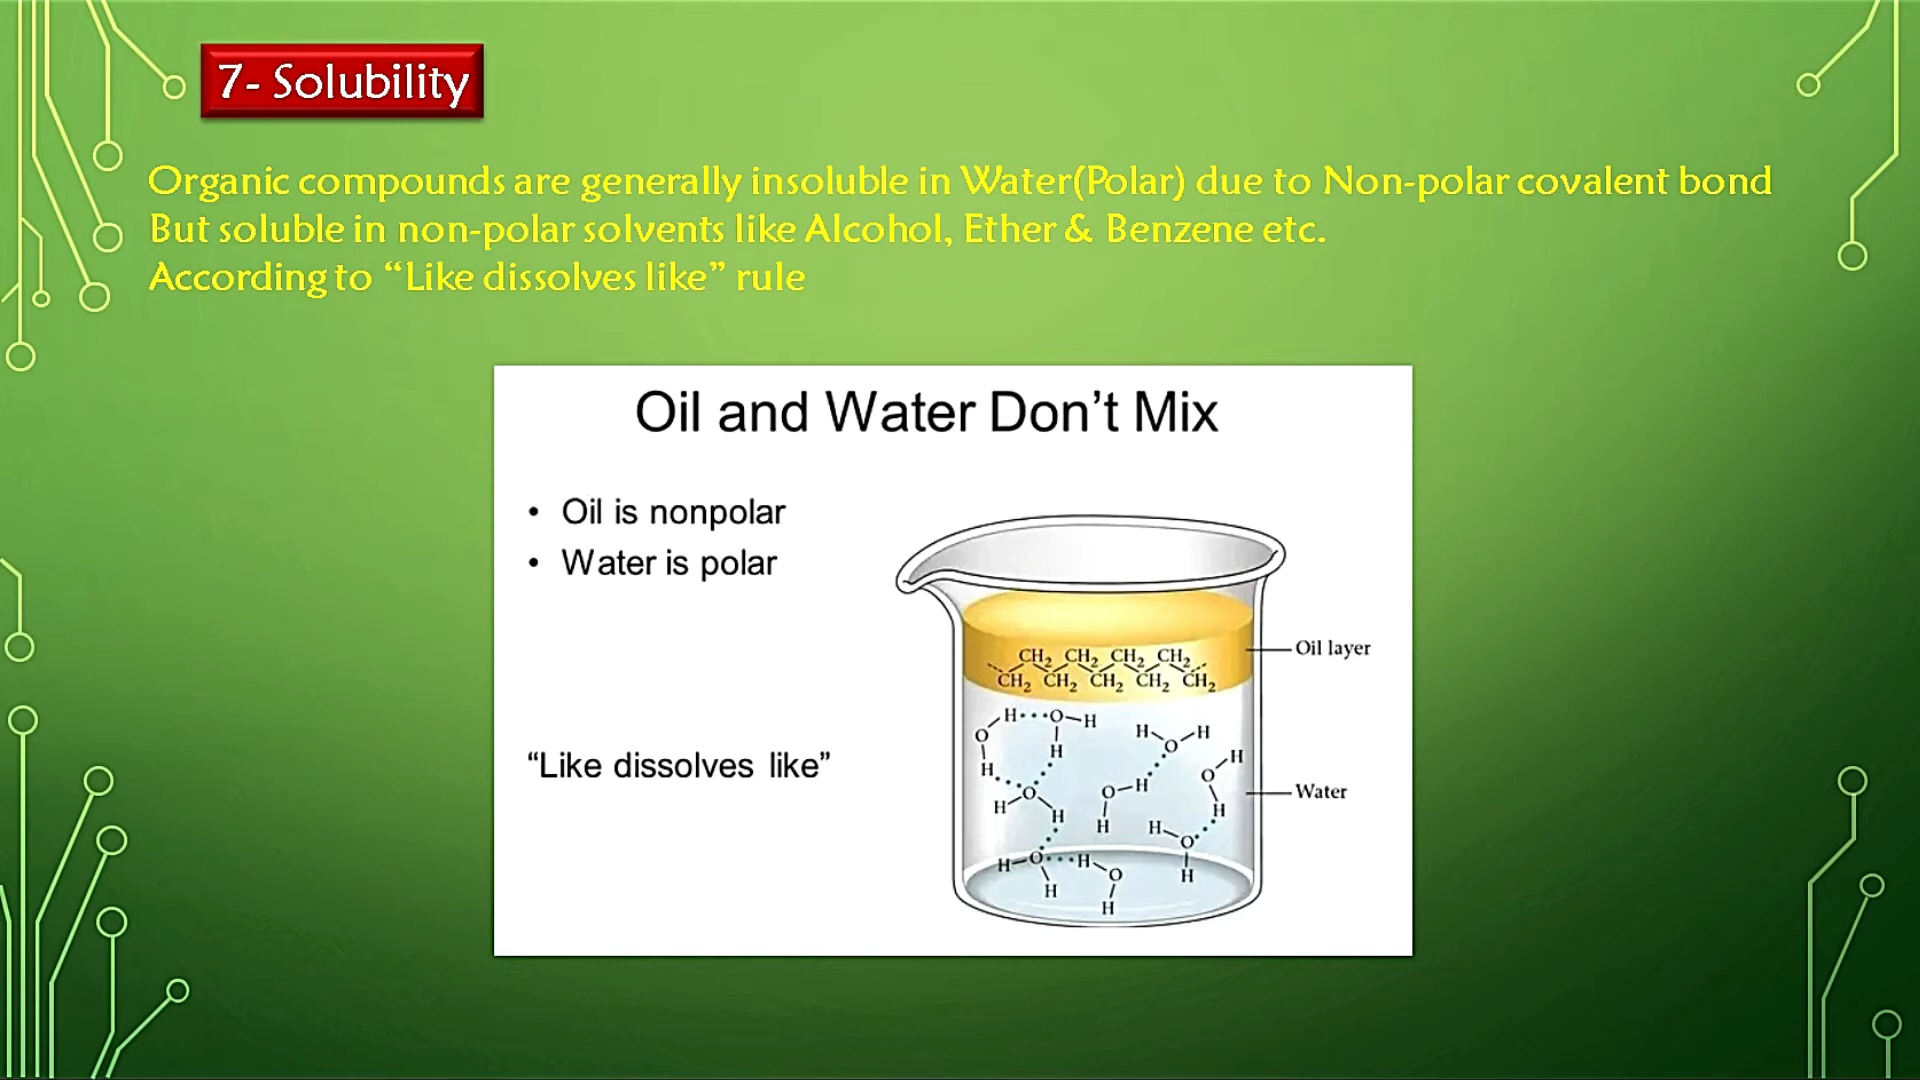 7- Solubility
Organic compounds are generally insoluble in Water(Polar) due to Non-polar covalent bond
But soluble in non-polar solvents like Alcohol, Ether & Benzene etc.
According to “Like dissolves like” rule
Oil and Water Don’t Mix
• Oil is nonpolar
• Water is polar
“Like dissolves like”
Oil layer
CH₂ CH₂ CH₂ CH₂
CH₂ CH₂ CH₂ CH₂ CH₂
H O H
H H
O H O
H O H
H H
Water
O H
H O
H H
H H O
H O H
O H
H
H